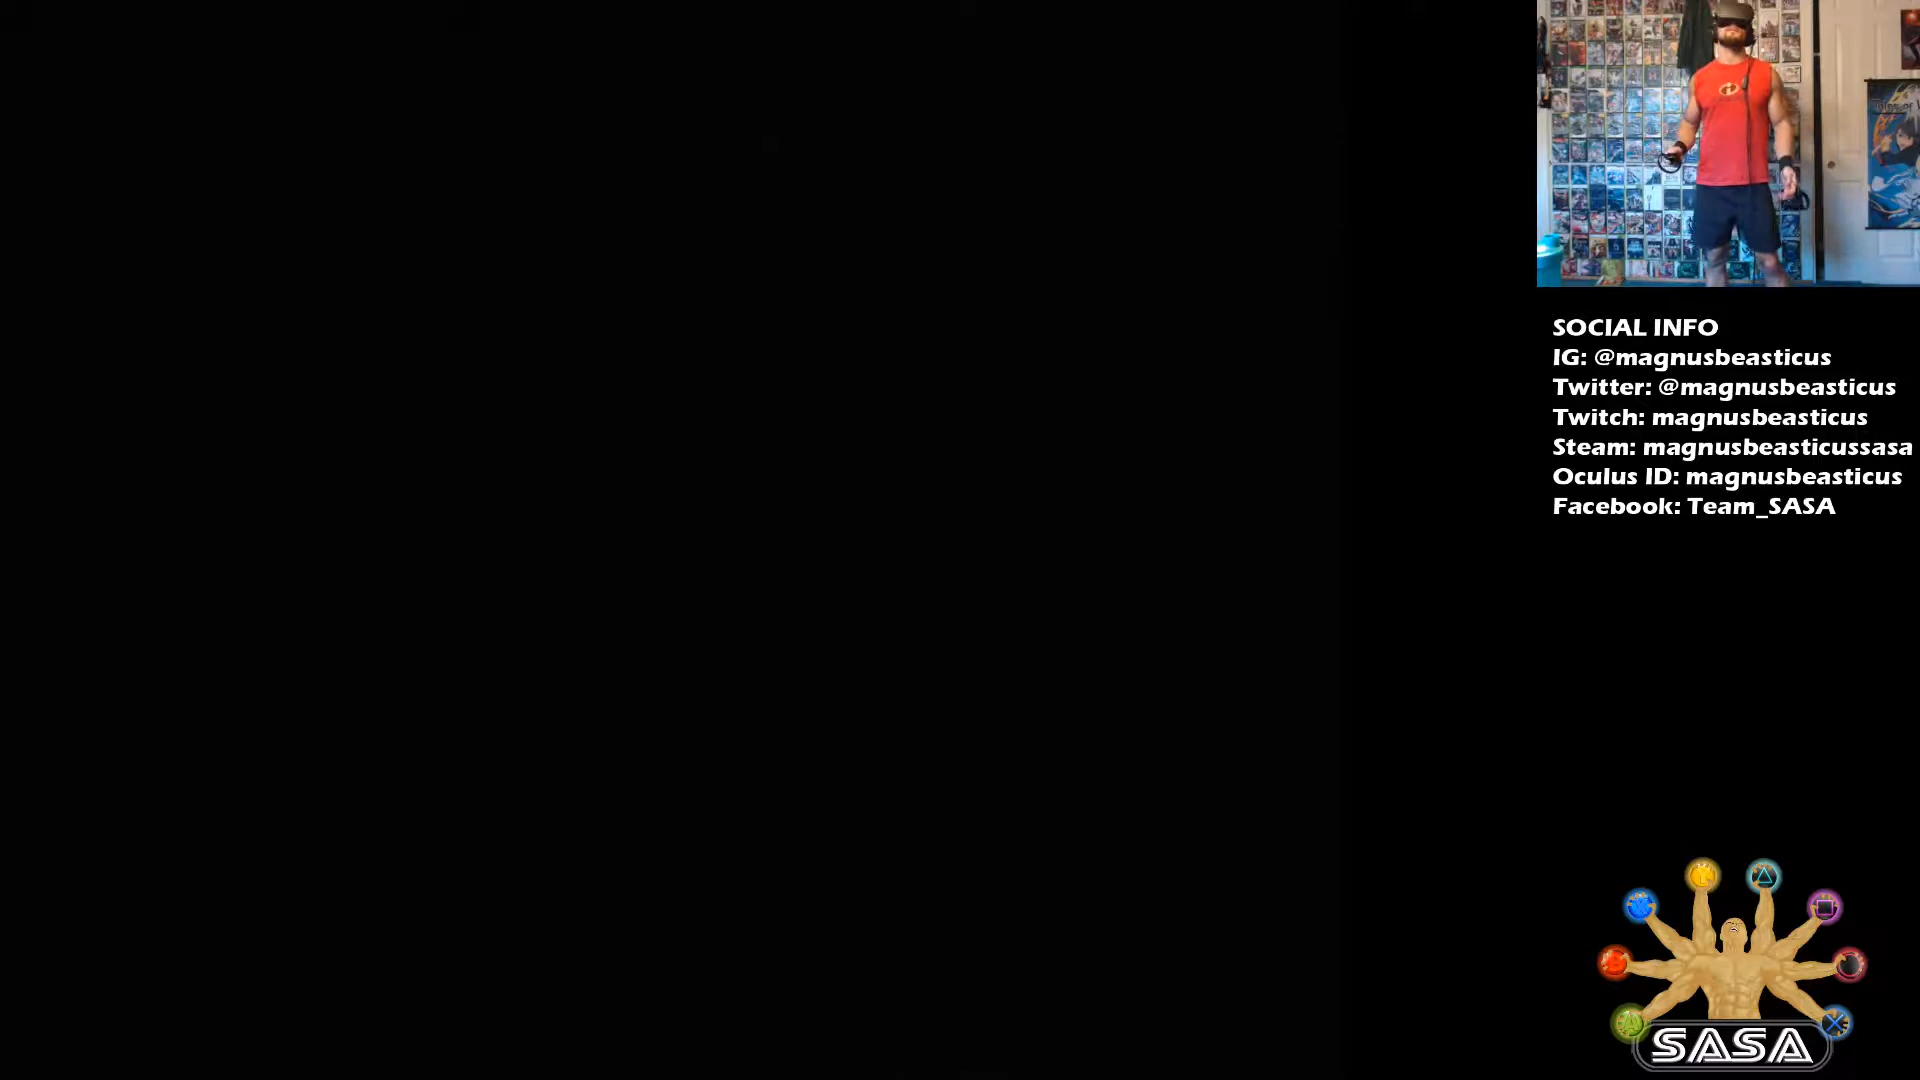 SOCIAL INFO
IG: @magnusbeasticus
Twitter: @magnusbeasticus
Twitch: magnusbeasticus
Steam: magnusbeasticussasa
Oculus ID: magnusbeasticus
Facebook: Team_SASA
SASA